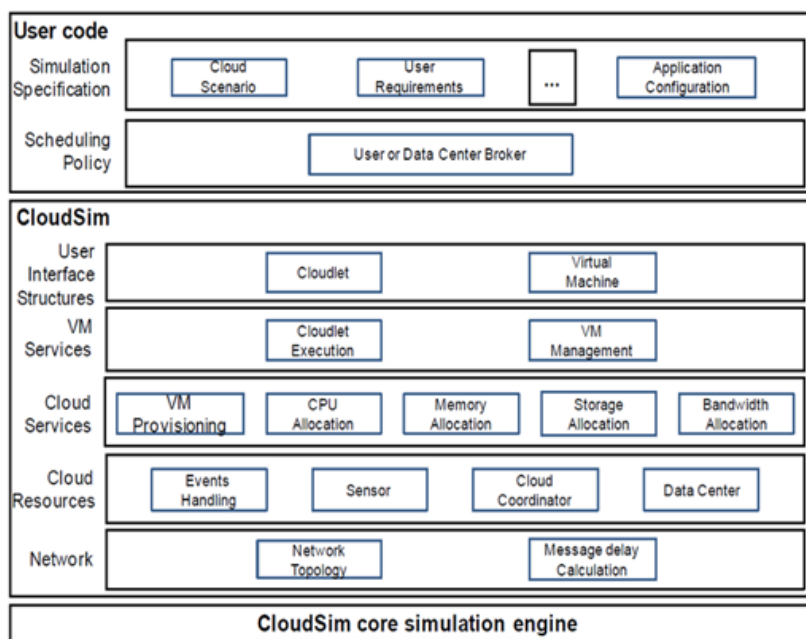 User code
Simulation
Specification
Cloud
Scenario
User
Requirements
...
Application
Configuration
Scheduling
Policy
User or Data Center Broker
CloudSim
User
Interface
Structures
Cloudlet
Virtual
Machine
VM
Services
Cloudlet
Execution
VM
Management
Cloud
Services
VM
Provisioning
CPU
Allocation
Memory
Allocation
Storage
Allocation
Bandwidth
Allocation
Cloud
Resources
Events
Handling
Sensor
Cloud
Coordinator
Data Center
Network
Network
Topology
Message delay
Calculation
CloudSim core simulation engine